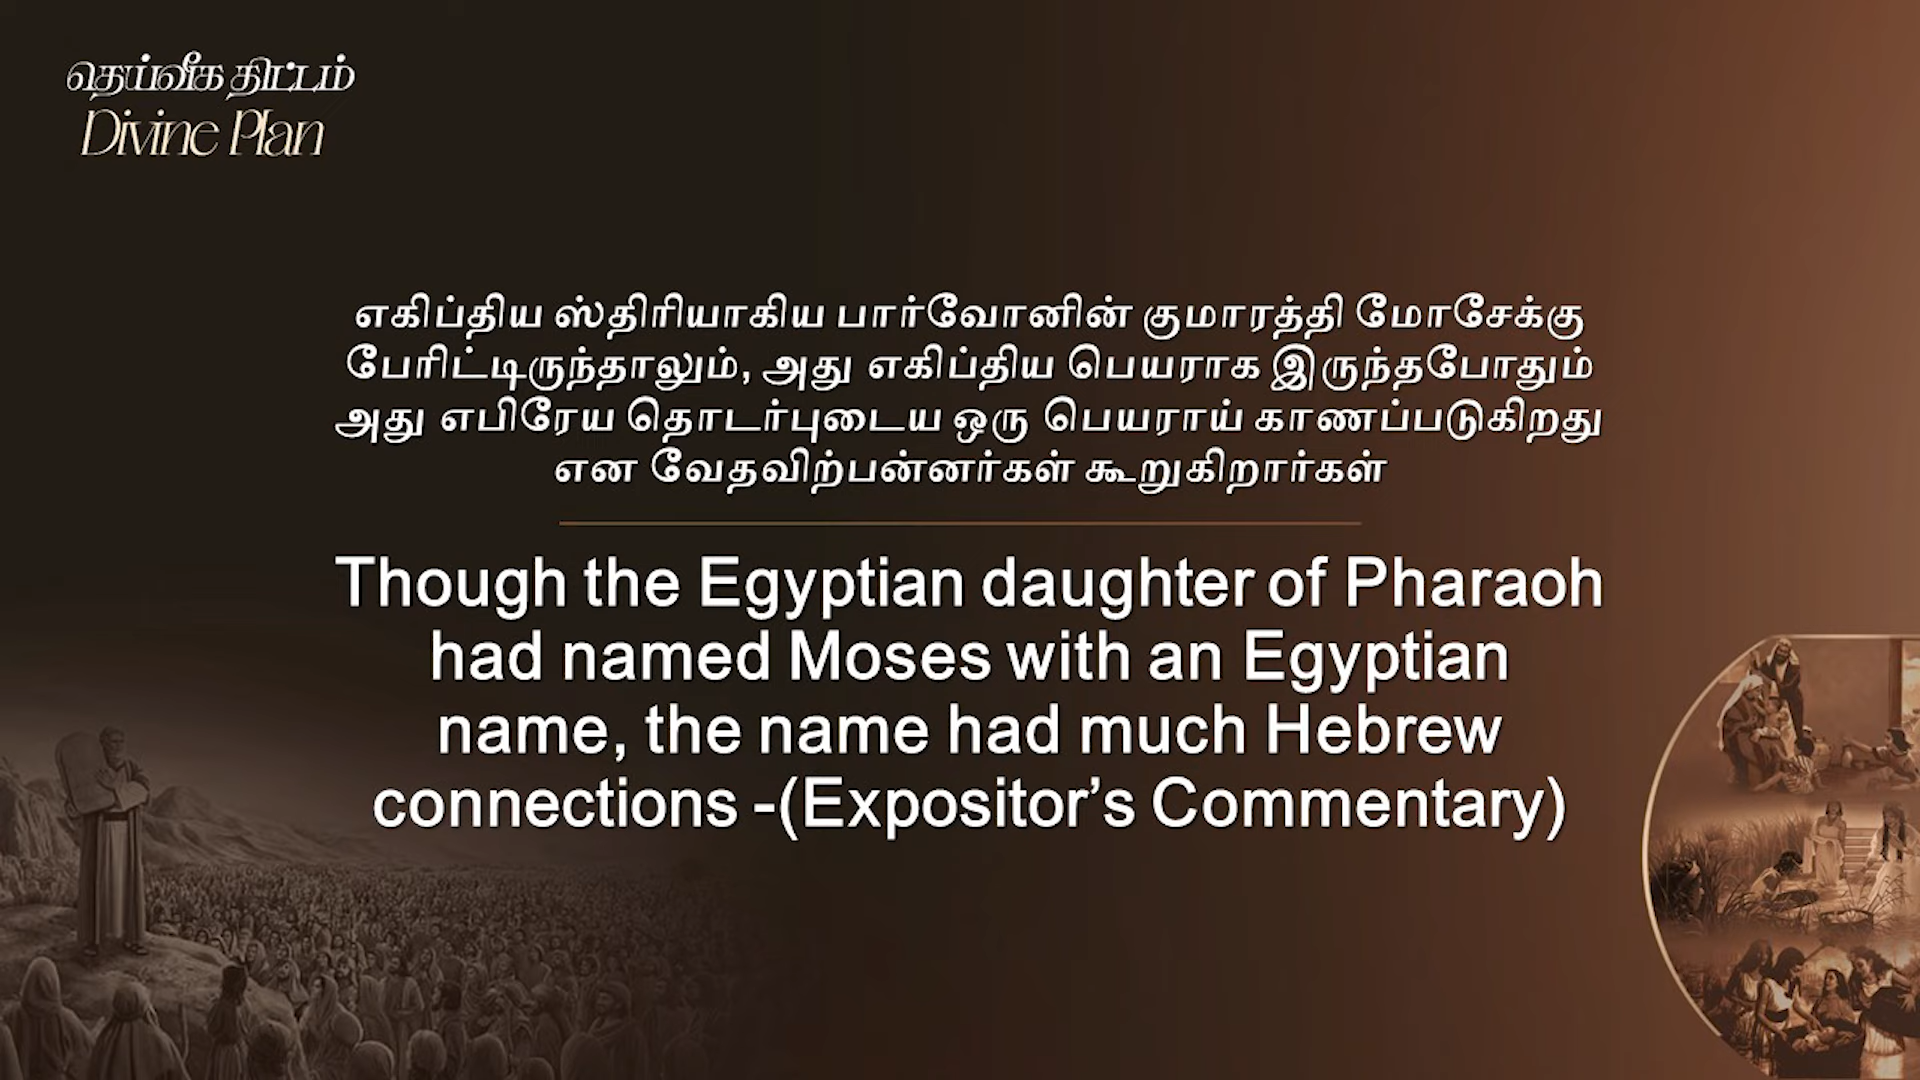 தெய்வீக திட்டம்
Divine Plan
எகிப்திய ஸ்திரியாகிய பார்வோனின் குமாரத்தி மோசேக்கு
பேரிட்டிருந்தாலும், அது எகிப்திய பெயராக இருந்தபோதும்
அது எபிரேய தொடர்புடைய ஒரு பெயராய் காணப்படுகிறது
என வேதவிற்பன்னர்கள் கூறுகிறார்கள்
Though the Egyptian daughter of Pharaoh
had named Moses with an Egyptian
name, the name had much Hebrew
connections -(Expositor’s Commentary)